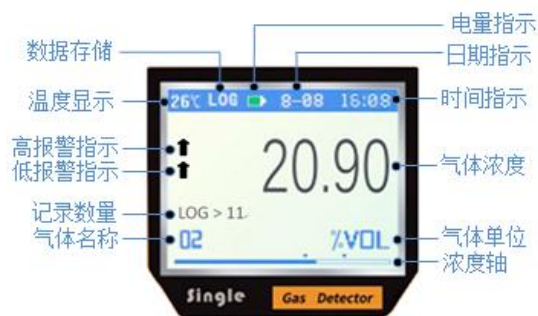 电量指示
数据存储
日期指示
温度显示
26℃ LOG 8-08 16:08
时间指示
高报警指示
低报警指示
20.90
气体浓度
记录数量
LOG > 11
气体名称
O2
%VOL
气体单位
浓度轴
Single
Gas Detector